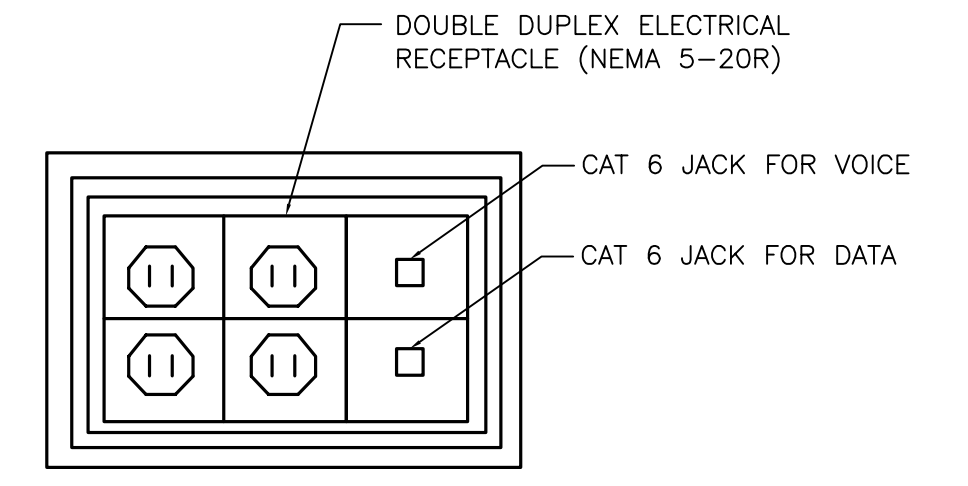 DOUBLE DUPLEX ELECTRICAL
RECEPTACLE (NEMA 5-20R)
CAT 6 JACK FOR VOICE
CAT 6 JACK FOR DATA